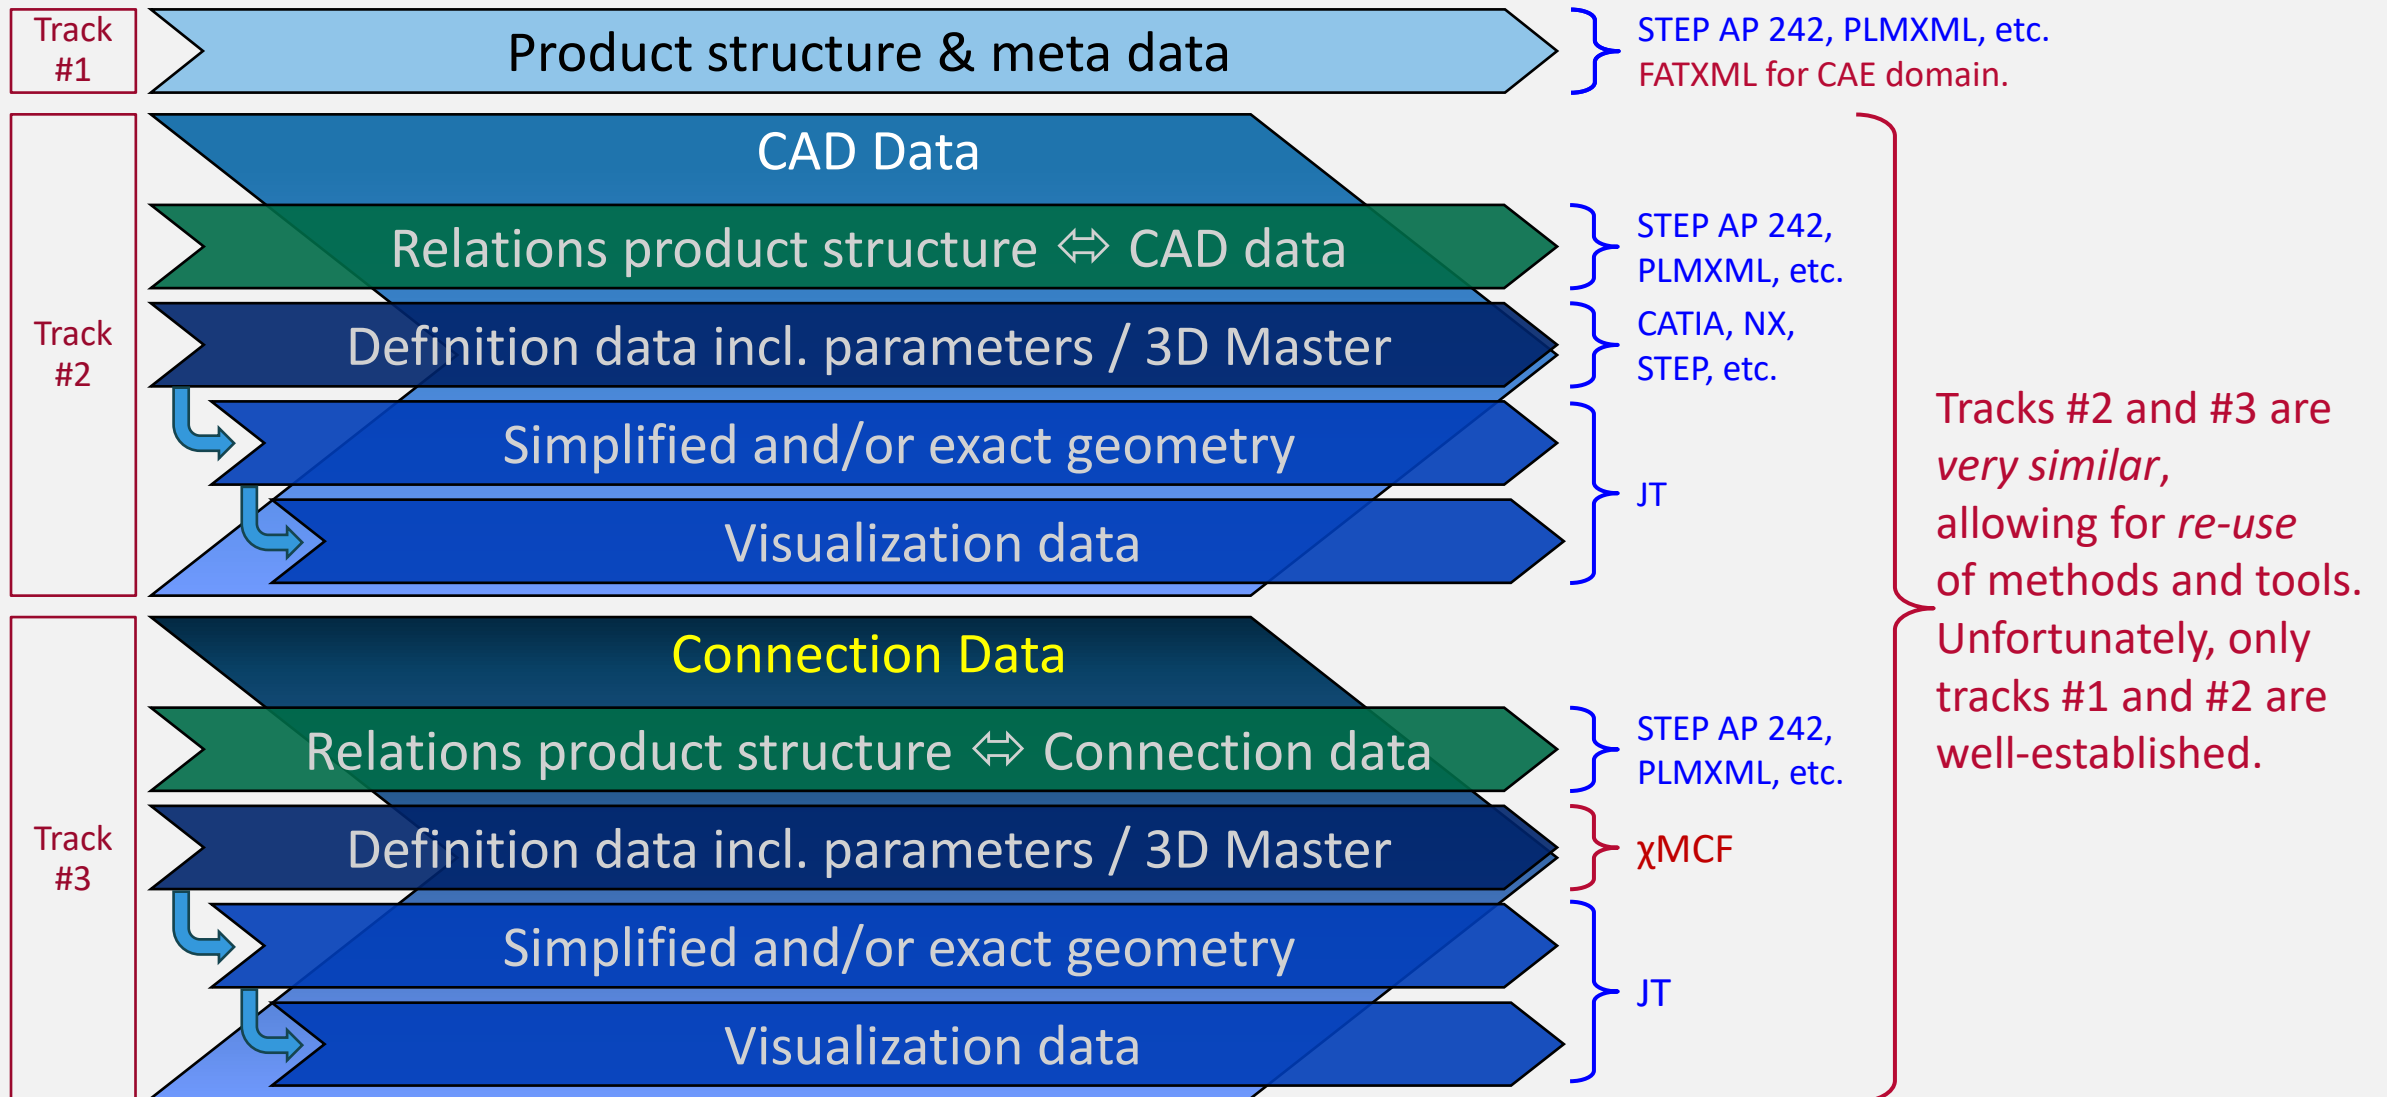 Track
#1
Product structure & meta data
STEP AP 242, PLMXML, etc.
FATXML for CAE domain.
Track
#2
CAD Data
Relations product structure ⬄ CAD data
STEP AP 242,
PLMXML, etc.
Definition data incl. parameters / 3D Master
CATIA, NX,
STEP, etc.
Simplified and/or exact geometry
Visualization data
JT
Track
#3
Connection Data
Relations product structure ⬄ Connection data
STEP AP 242,
PLMXML, etc.
Definition data incl. parameters / 3D Master
χMCF
Simplified and/or exact geometry
Visualization data
JT
Tracks #2 and #3 are
very similar,
allowing for re-use
of methods and tools.
Unfortunately, only
tracks #1 and #2 are
well-established.